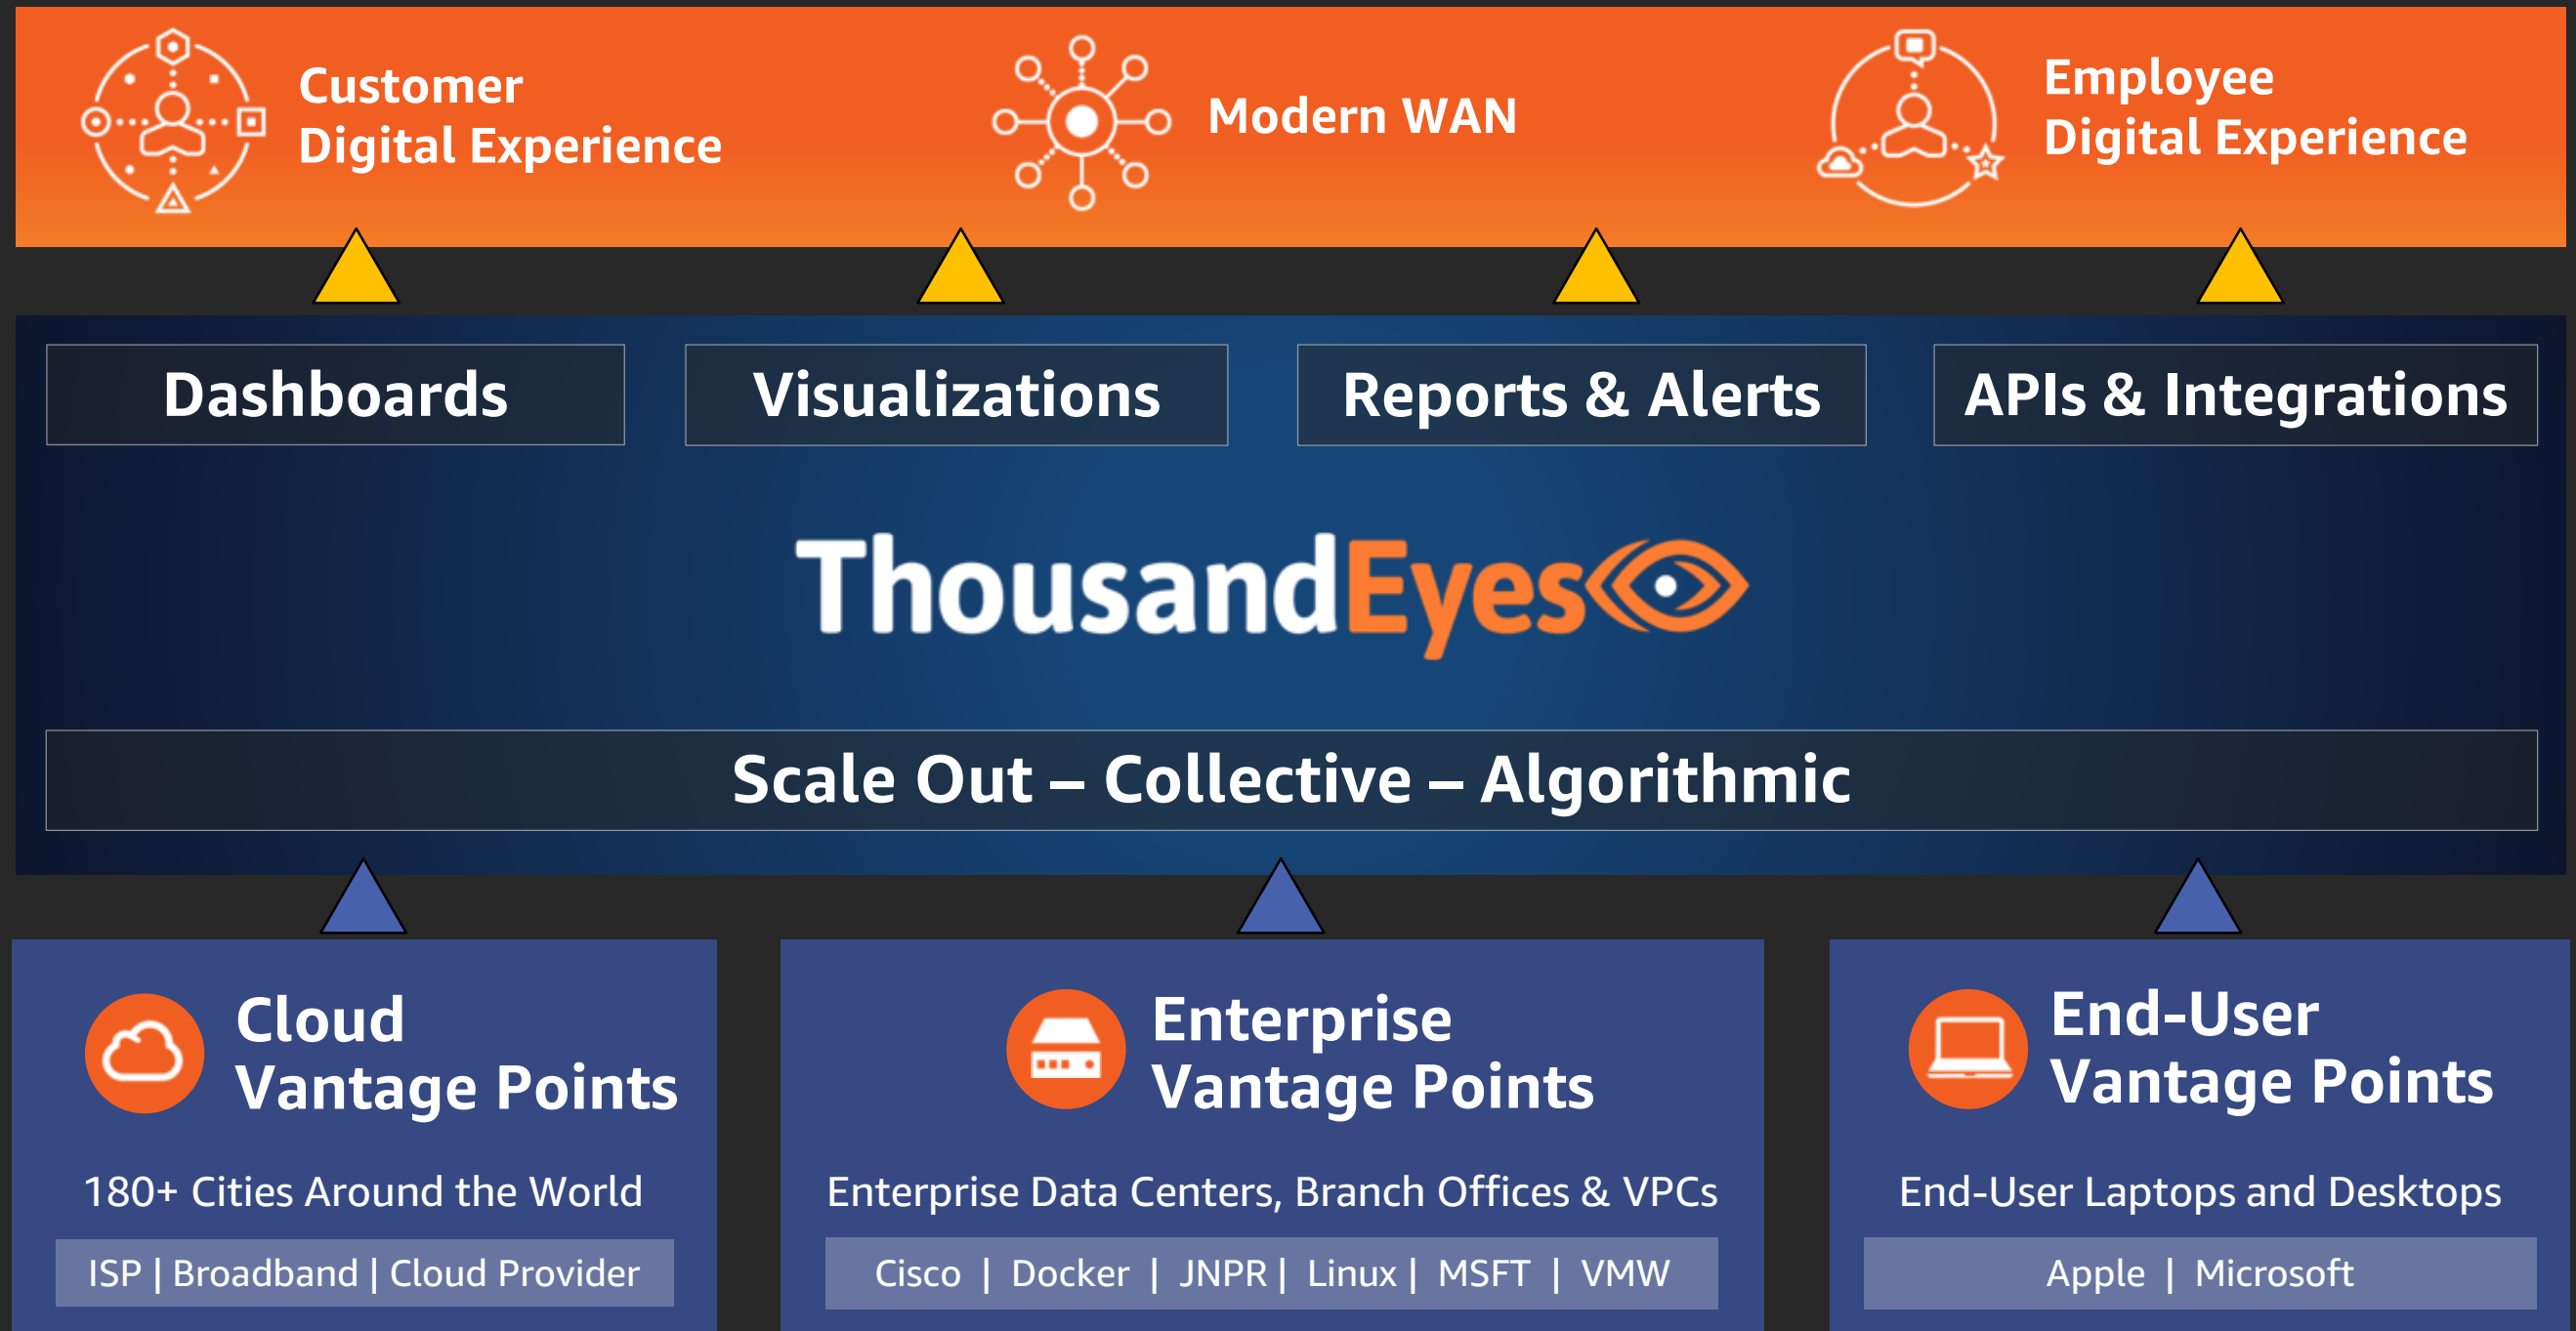 Customer
Digital Experience
Modern WAN
Employee
Digital Experience
Dashboards
Visualizations
Reports & Alerts
APIs & Integrations
ThousandEyes
Scale Out – Collective – Algorithmic
Cloud
Vantage Points
180+ Cities Around the World
ISP | Broadband | Cloud Provider
Enterprise
Vantage Points
Enterprise Data Centers, Branch Offices & VPCs
Cisco | Docker | JNPR | Linux | MSFT | VMW
End-User
Vantage Points
End-User Laptops and Desktops
Apple | Microsoft